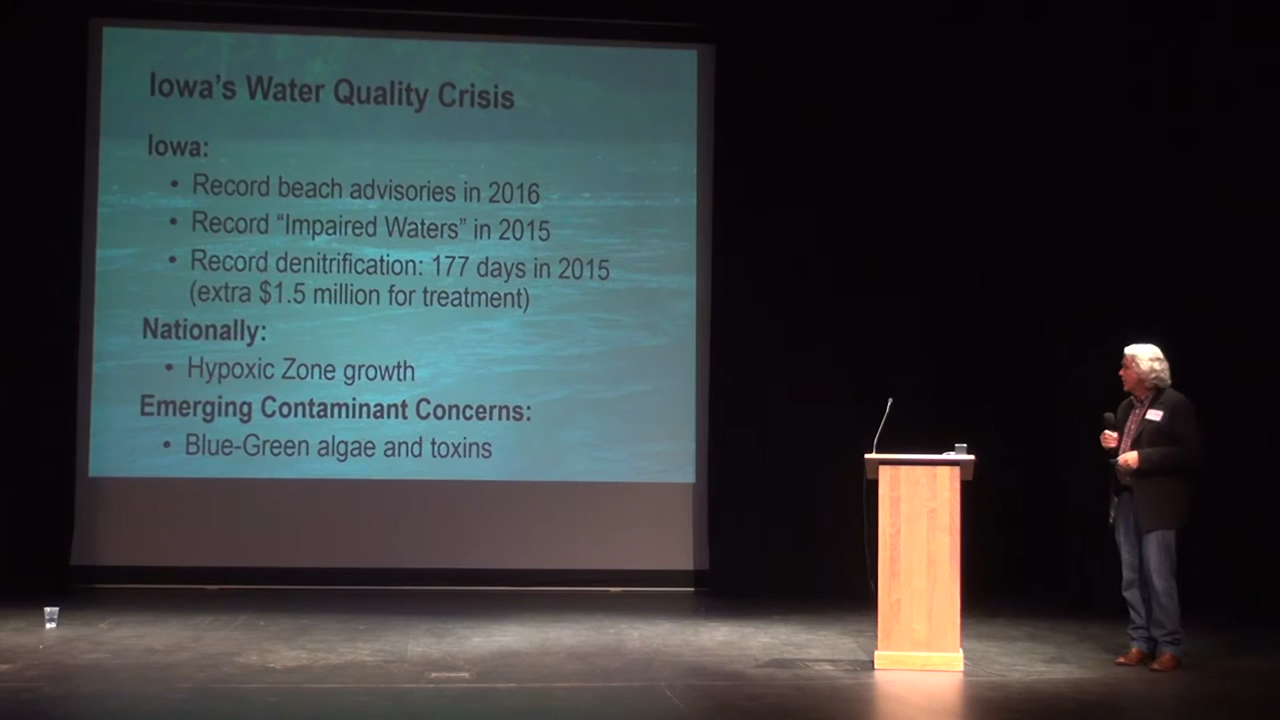 Iowa's Water Quality Crisis
Iowa:
• Record beach advisories in 2016
• Record “Impaired Waters” in 2015
• Record denitrification: 177 days in 2015
(extra $1.5 million for treatment)
Nationally:
• Hypoxic Zone growth
Emerging Contaminant Concerns:
• Blue-Green algae and toxins